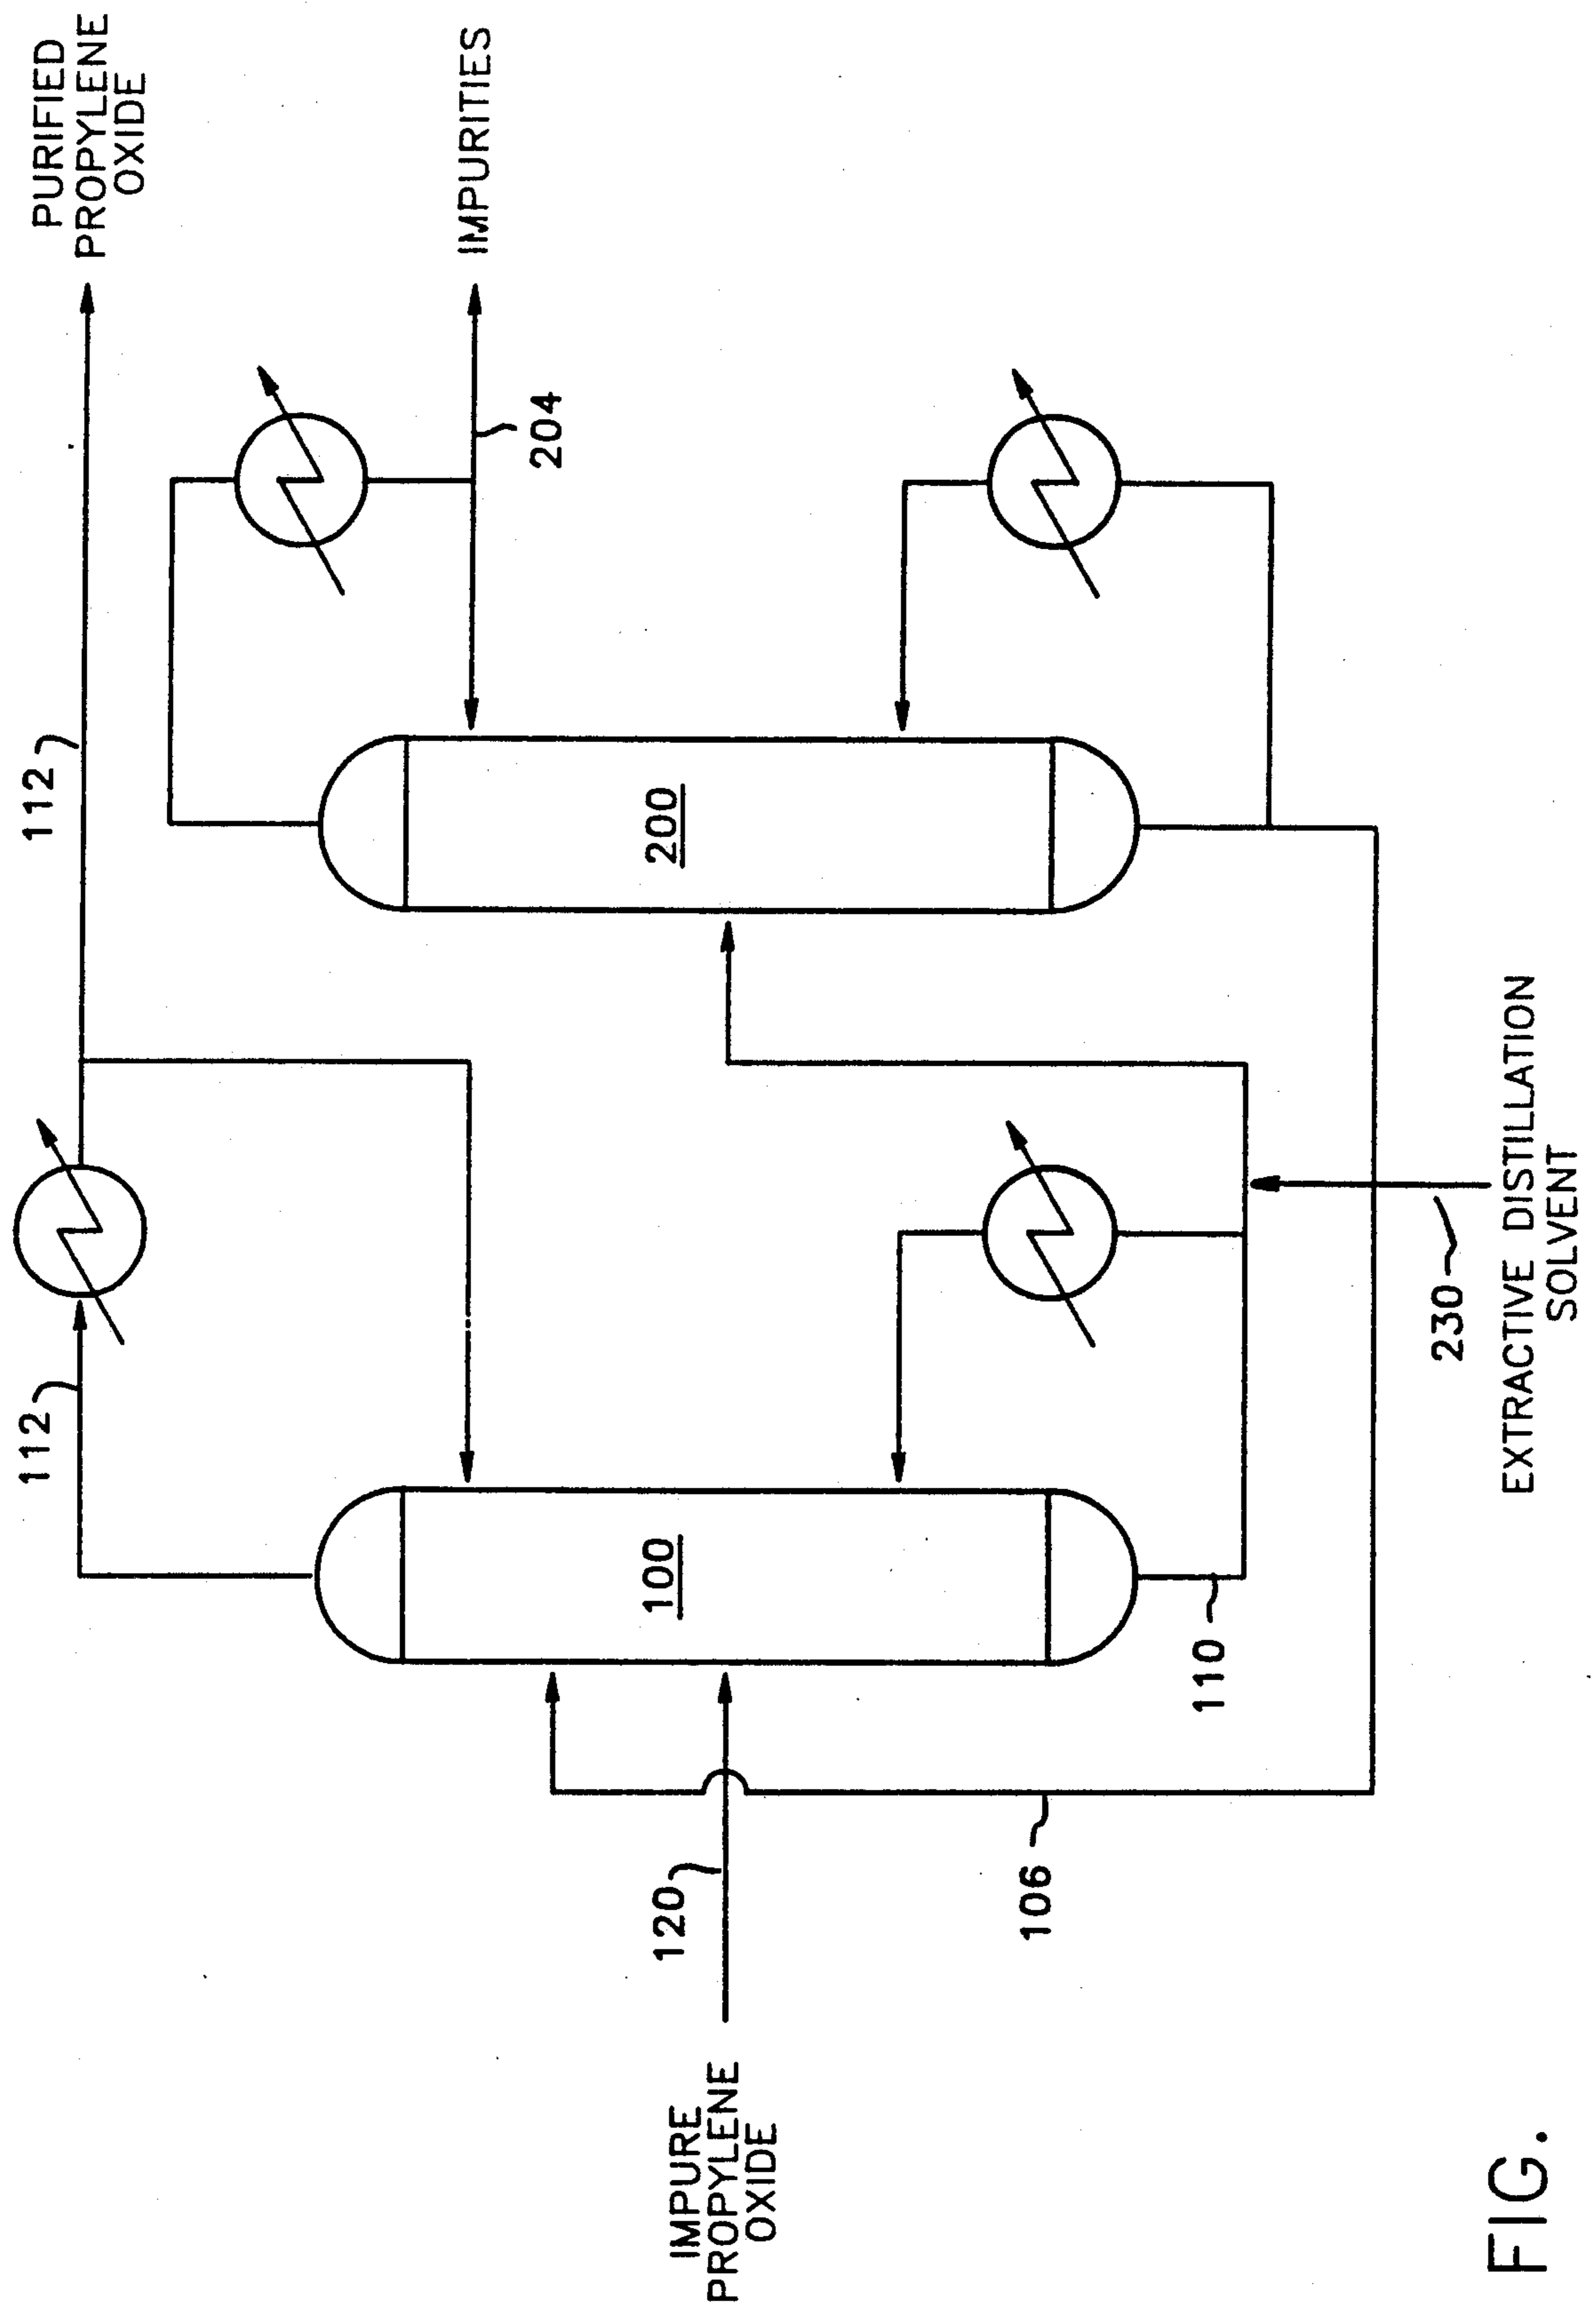 PURIFIED
PROPYLENE
OXIDE
112
112
IMPURITIES
204
200
100
120
IMPURE
PROPYLENE
OXIDE
106
110
230
EXTRACTIVE DISTILLATION
SOLVENT
FIG.